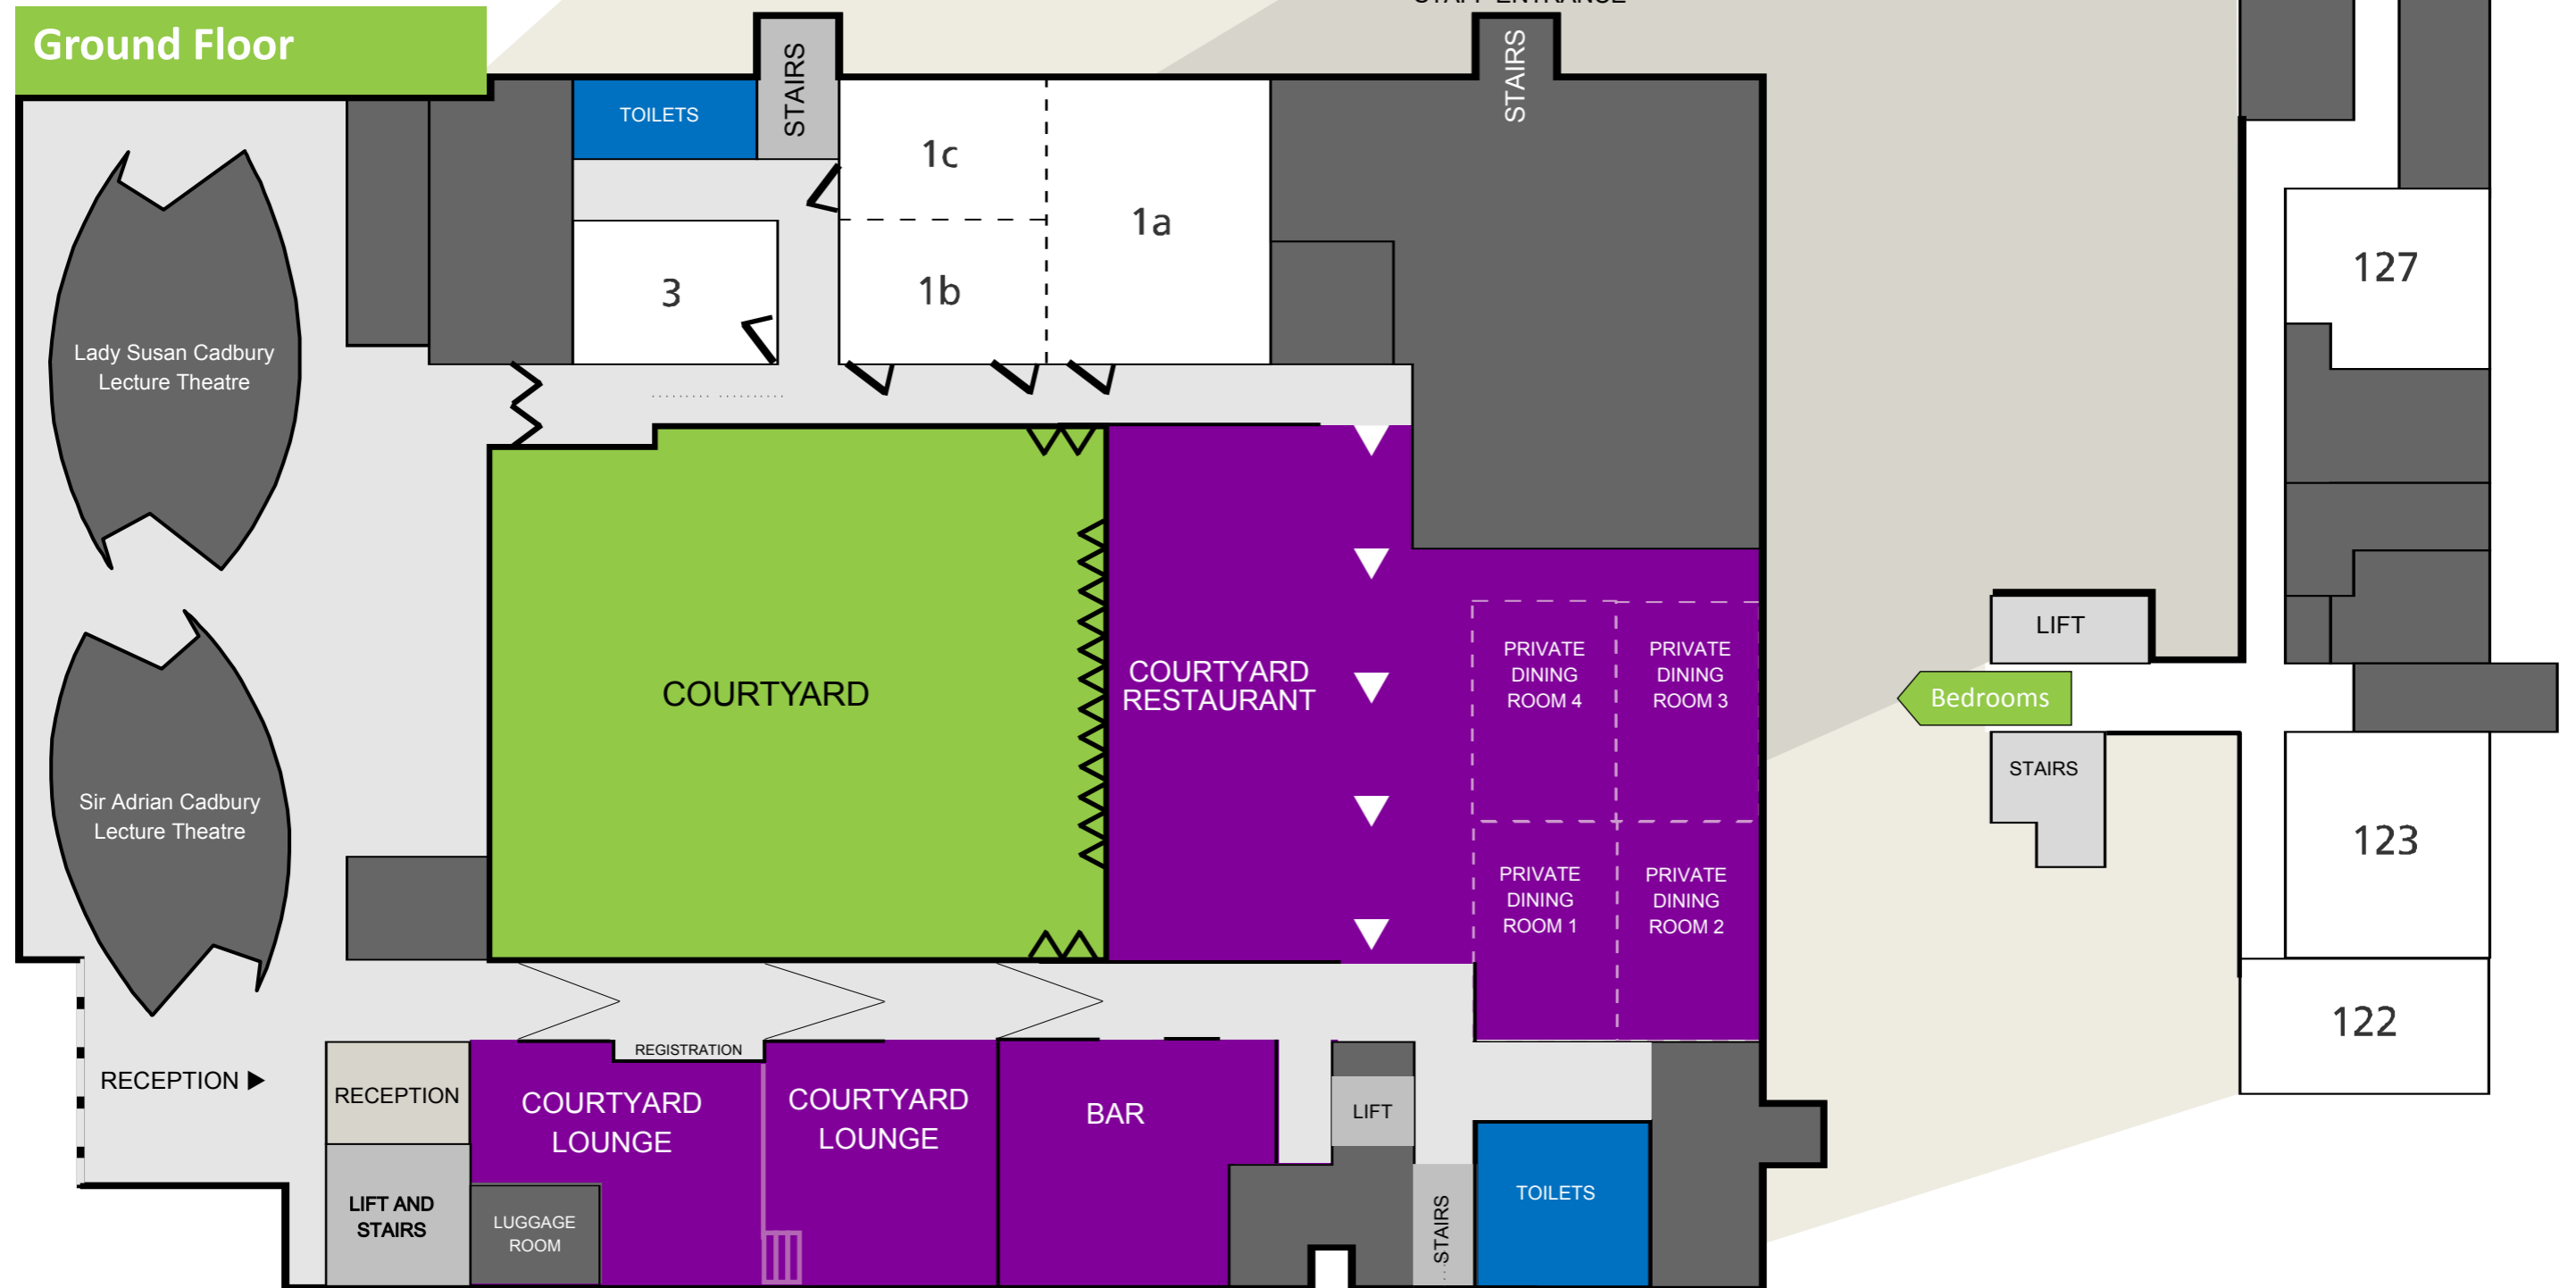 STAFF ENTRANCE
Ground Floor
STAIRS
STAIRS
TOILETS
1c
1a
3
1b
127
Lady Susan Cadbury
Lecture Theatre
LIFT
COURTYARD
COURTYARD
RESTAURANT
PRIVATE
DINING
ROOM 4
PRIVATE
DINING
ROOM 3
Bedrooms
STAIRS
Sir Adrian Cadbury
Lecture Theatre
123
PRIVATE
DINING
ROOM 1
PRIVATE
DINING
ROOM 2
122
REGISTRATION
RECEPTION ▶
RECEPTION
COURTYARD
LOUNGE
COURTYARD
LOUNGE
BAR
LIFT
LIFT AND
STAIRS
LUGGAGE
ROOM
STAIRS
TOILETS